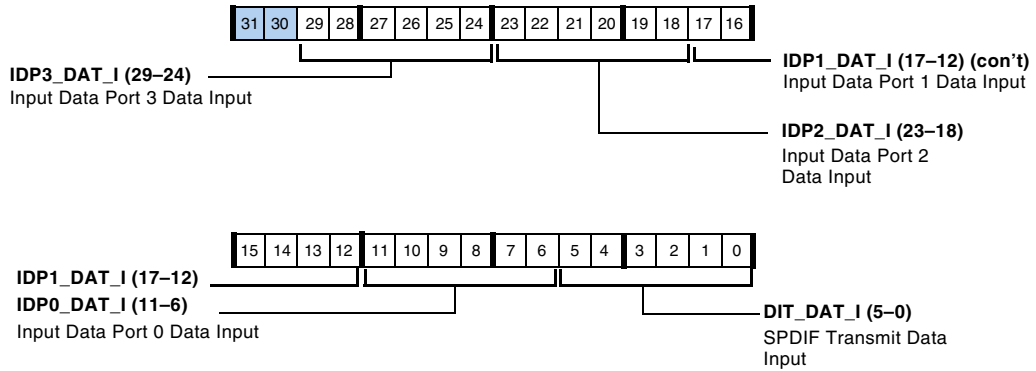 31 30 29 28 27 26 25 24 23 22 21 20 19 18 17 16
IDP3_DAT_I (29–24)
Input Data Port 3 Data Input
IDP1_DAT_I (17–12) (con't)
Input Data Port 1 Data Input
IDP2_DAT_I (23–18)
Input Data Port 2
Data Input
15 14 13 12 11 10 9 8 7 6 5 4 3 2 1 0
IDP1_DAT_I (17–12)
IDP0_DAT_I (11–6)
Input Data Port 0 Data Input
DIT_DAT_I (5–0)
SPDIF Transmit Data
Input